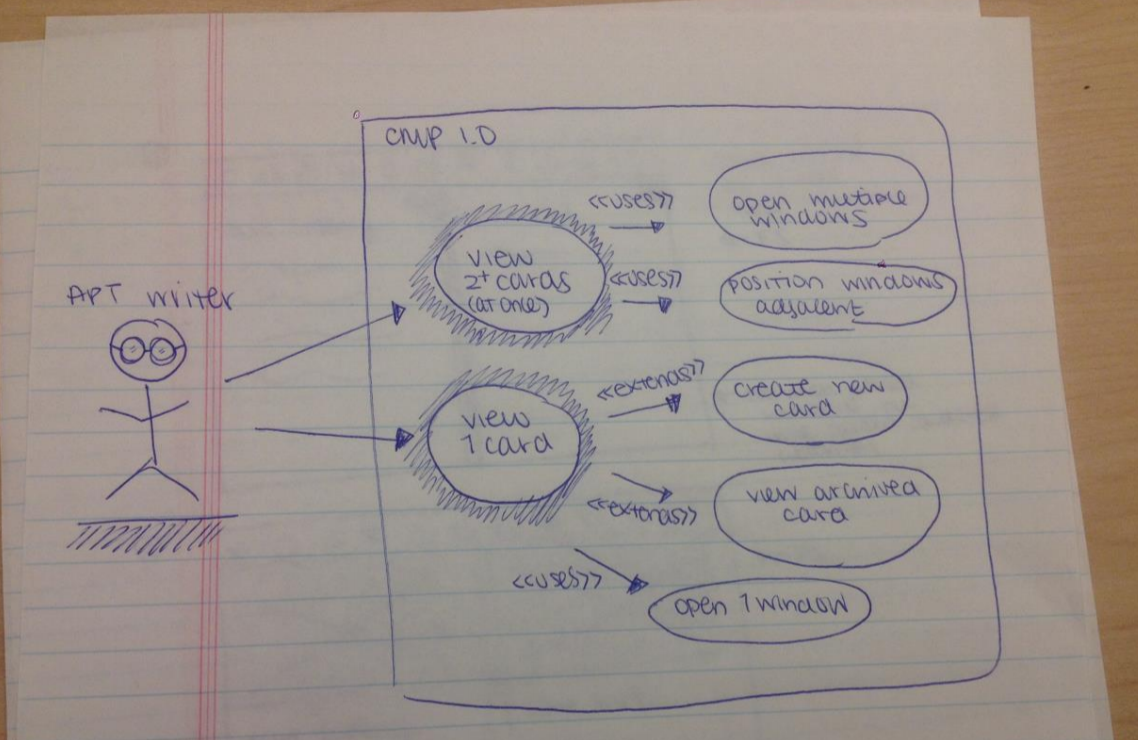 CMP 1.0
APT writer
view
2+ cards
(at once)
<<uses>>
open multiple
windows
<<uses>>
position windows
adjacent
view
1 card
<<extends>>
create new
card
<<extends>>
view archived
card
<<uses>>
open 1 window